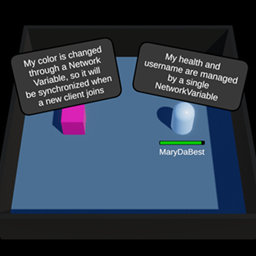 My color is changed
through a Network
Variable, so it will
be synchronized when
a new client joins
My health and
username are managed
by a single
NetworkVariable
MaryDaBest